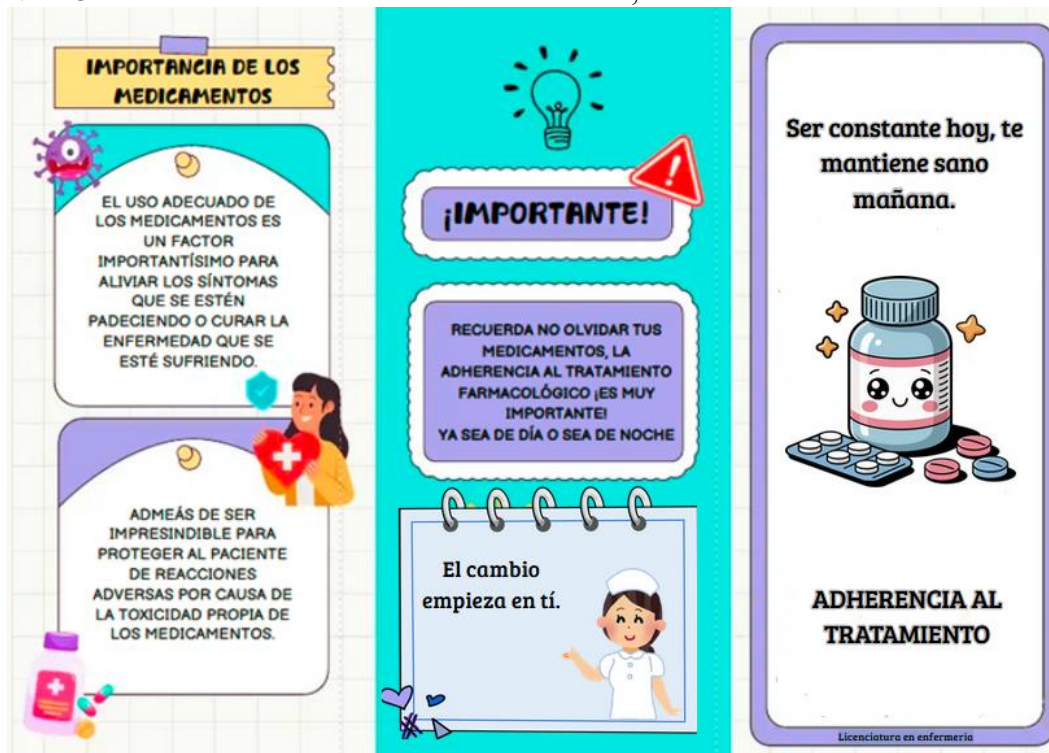 IMPORTANCIA DE LOS
MEDICAMENTOS
EL USO ADECUADO DE
LOS MEDICAMENTOS ES
UN FACTOR
IMPORTANTÍSIMO PARA
ALIVIAR LOS SÍNTOMAS
QUE SE ESTÉN
PADECIENDO O CURAR LA
ENFERMEDAD QUE SE
ESTÉ SUFRIENDO.
ADMEÁS DE SER
IMPRESINDIBLE PARA
PROTEGER AL PACIENTE
DE REACCIONES
ADVERSAS POR CAUSA DE
LA TOXICIDAD PROPIA DE
LOS MEDICAMENTOS.
¡IMPORTANTE!
RECUERDA NO OLVIDAR TUS
MEDICAMENTOS, LA
ADHERENCIA AL TRATAMIENTO
FARMACOLÓGICO ¡ES MUY
IMPORTANTE!
YA SEA DE DÍA O SEA DE NOCHE
El cambio
empieza en tí.
Ser constante hoy, te
mantiene sano
mañana.
ADHERENCIA AL
TRATAMIENTO
Licenciatura en enfermería